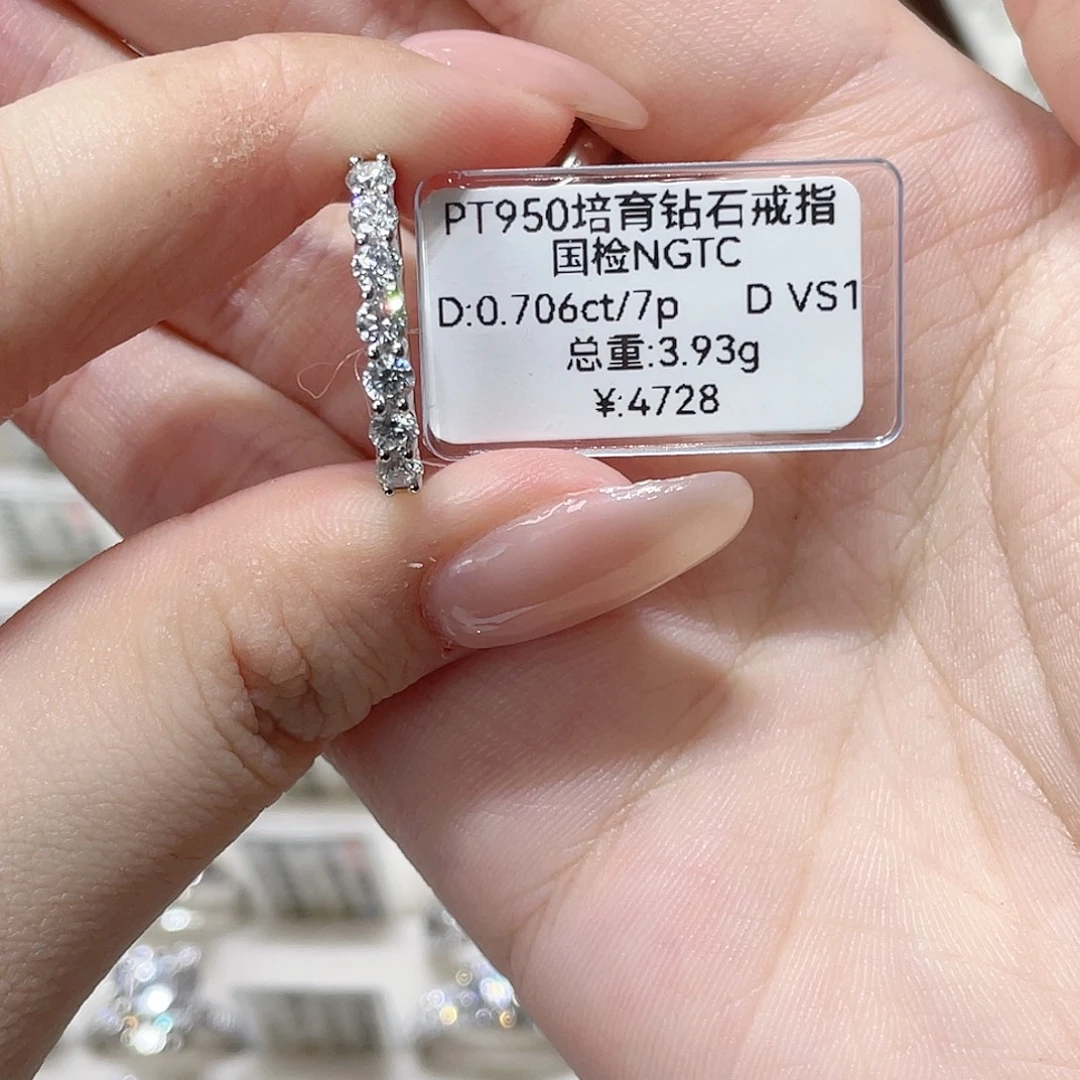 PT950培育钻石戒指
国检NGTC
D:0.706ct/7p D VS1
总重:3.93g
¥:4728